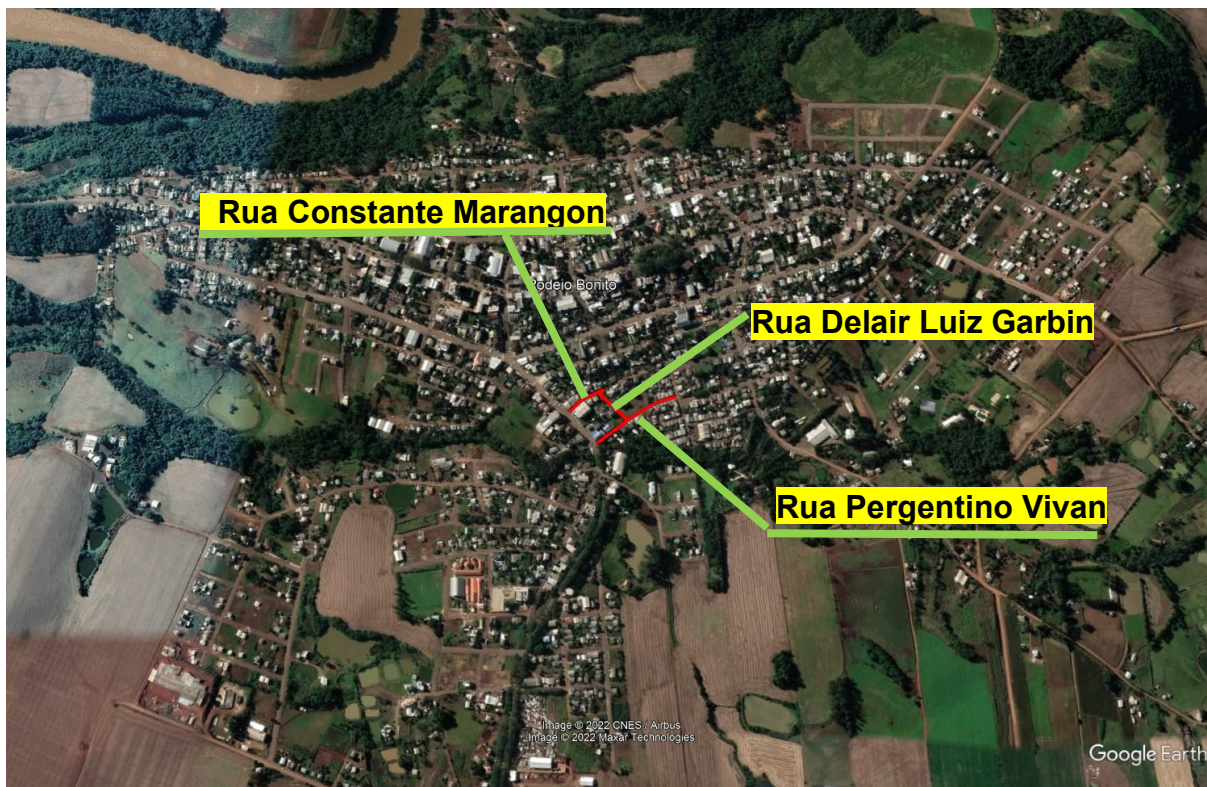 Rua Constante Marangon
Rodeio Bonito
Rua Delair Luiz Garbin
Rua Pergentino Vivan
Image © 2022 CNES / Airbus
Image © 2022 Maxar Technologies
Google Earth